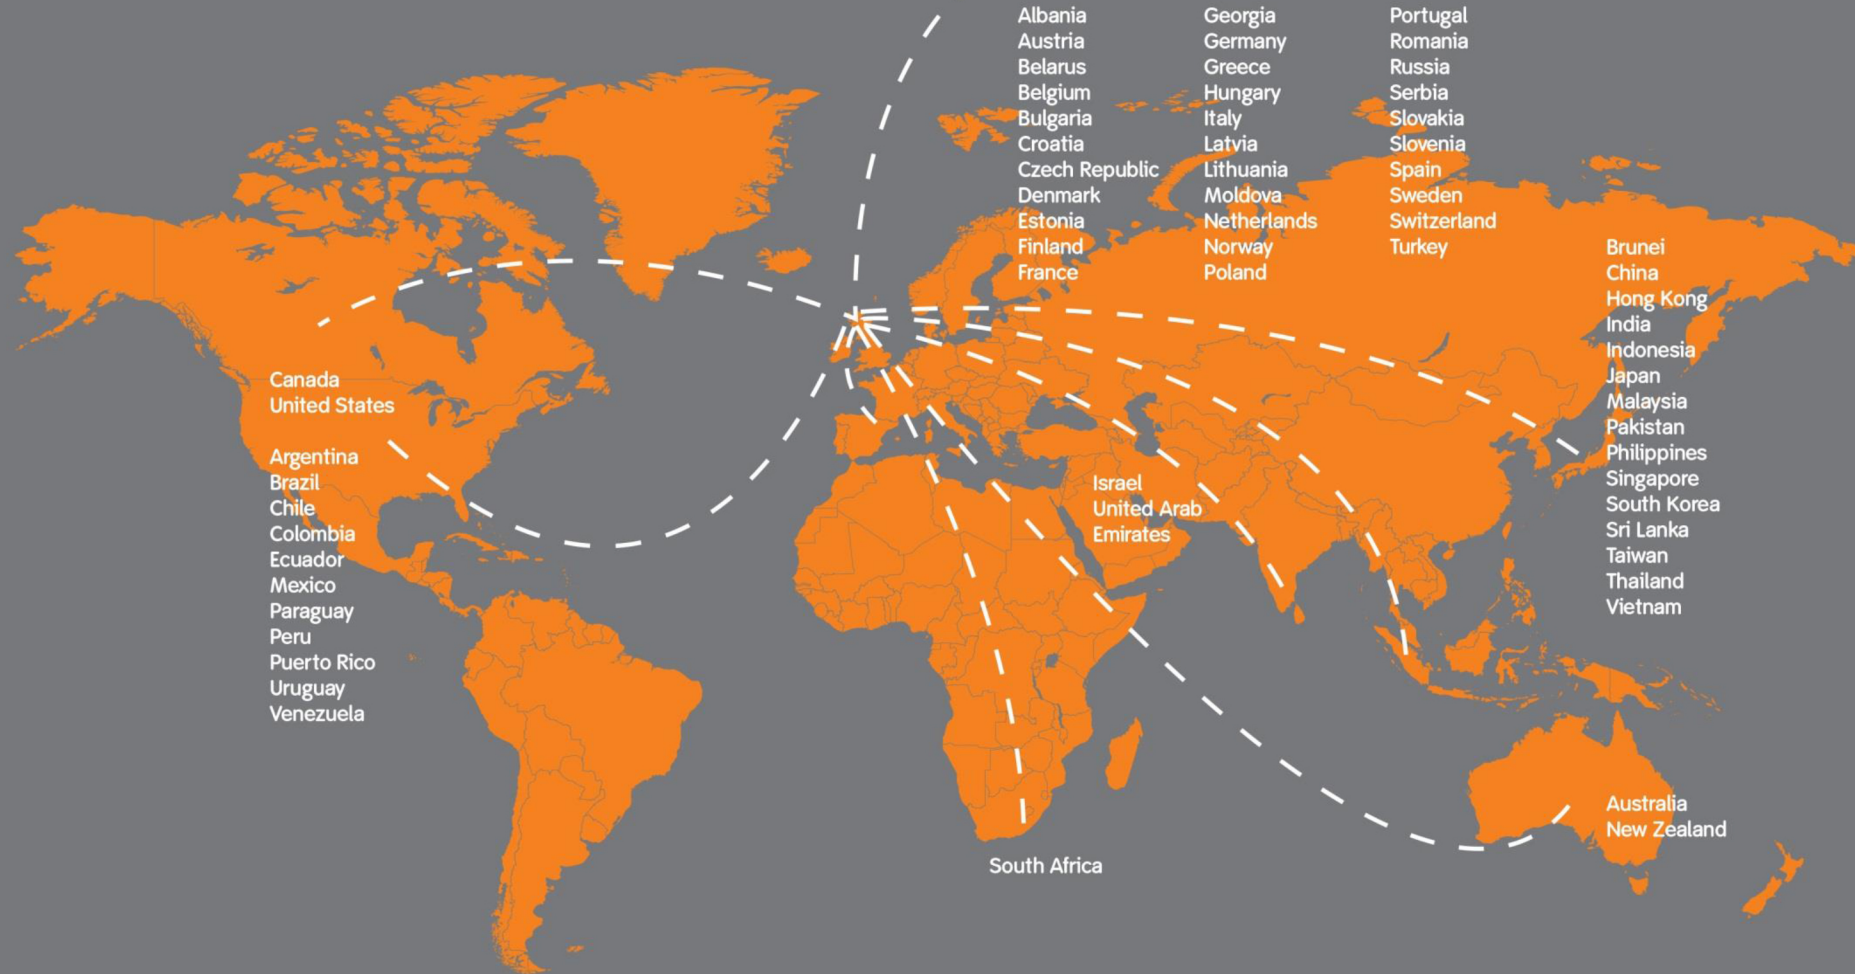 Albania
Austria
Belarus
Belgium
Bulgaria
Croatia
Czech Republic
Denmark
Estonia
Finland
France
Georgia
Germany
Greece
Hungary
Italy
Latvia
Lithuania
Moldova
Netherlands
Norway
Poland
Portugal
Romania
Russia
Serbia
Slovakia
Slovenia
Spain
Sweden
Switzerland
Turkey
Brunei
China
Hong Kong
India
Indonesia
Japan
Malaysia
Pakistan
Philippines
Singapore
South Korea
Sri Lanka
Taiwan
Thailand
Vietnam
Canada
United States
Argentina
Brazil
Chile
Colombia
Ecuador
Mexico
Paraguay
Peru
Puerto Rico
Uruguay
Venezuela
Israel
United Arab
Emirates
Australia
New Zealand
South Africa